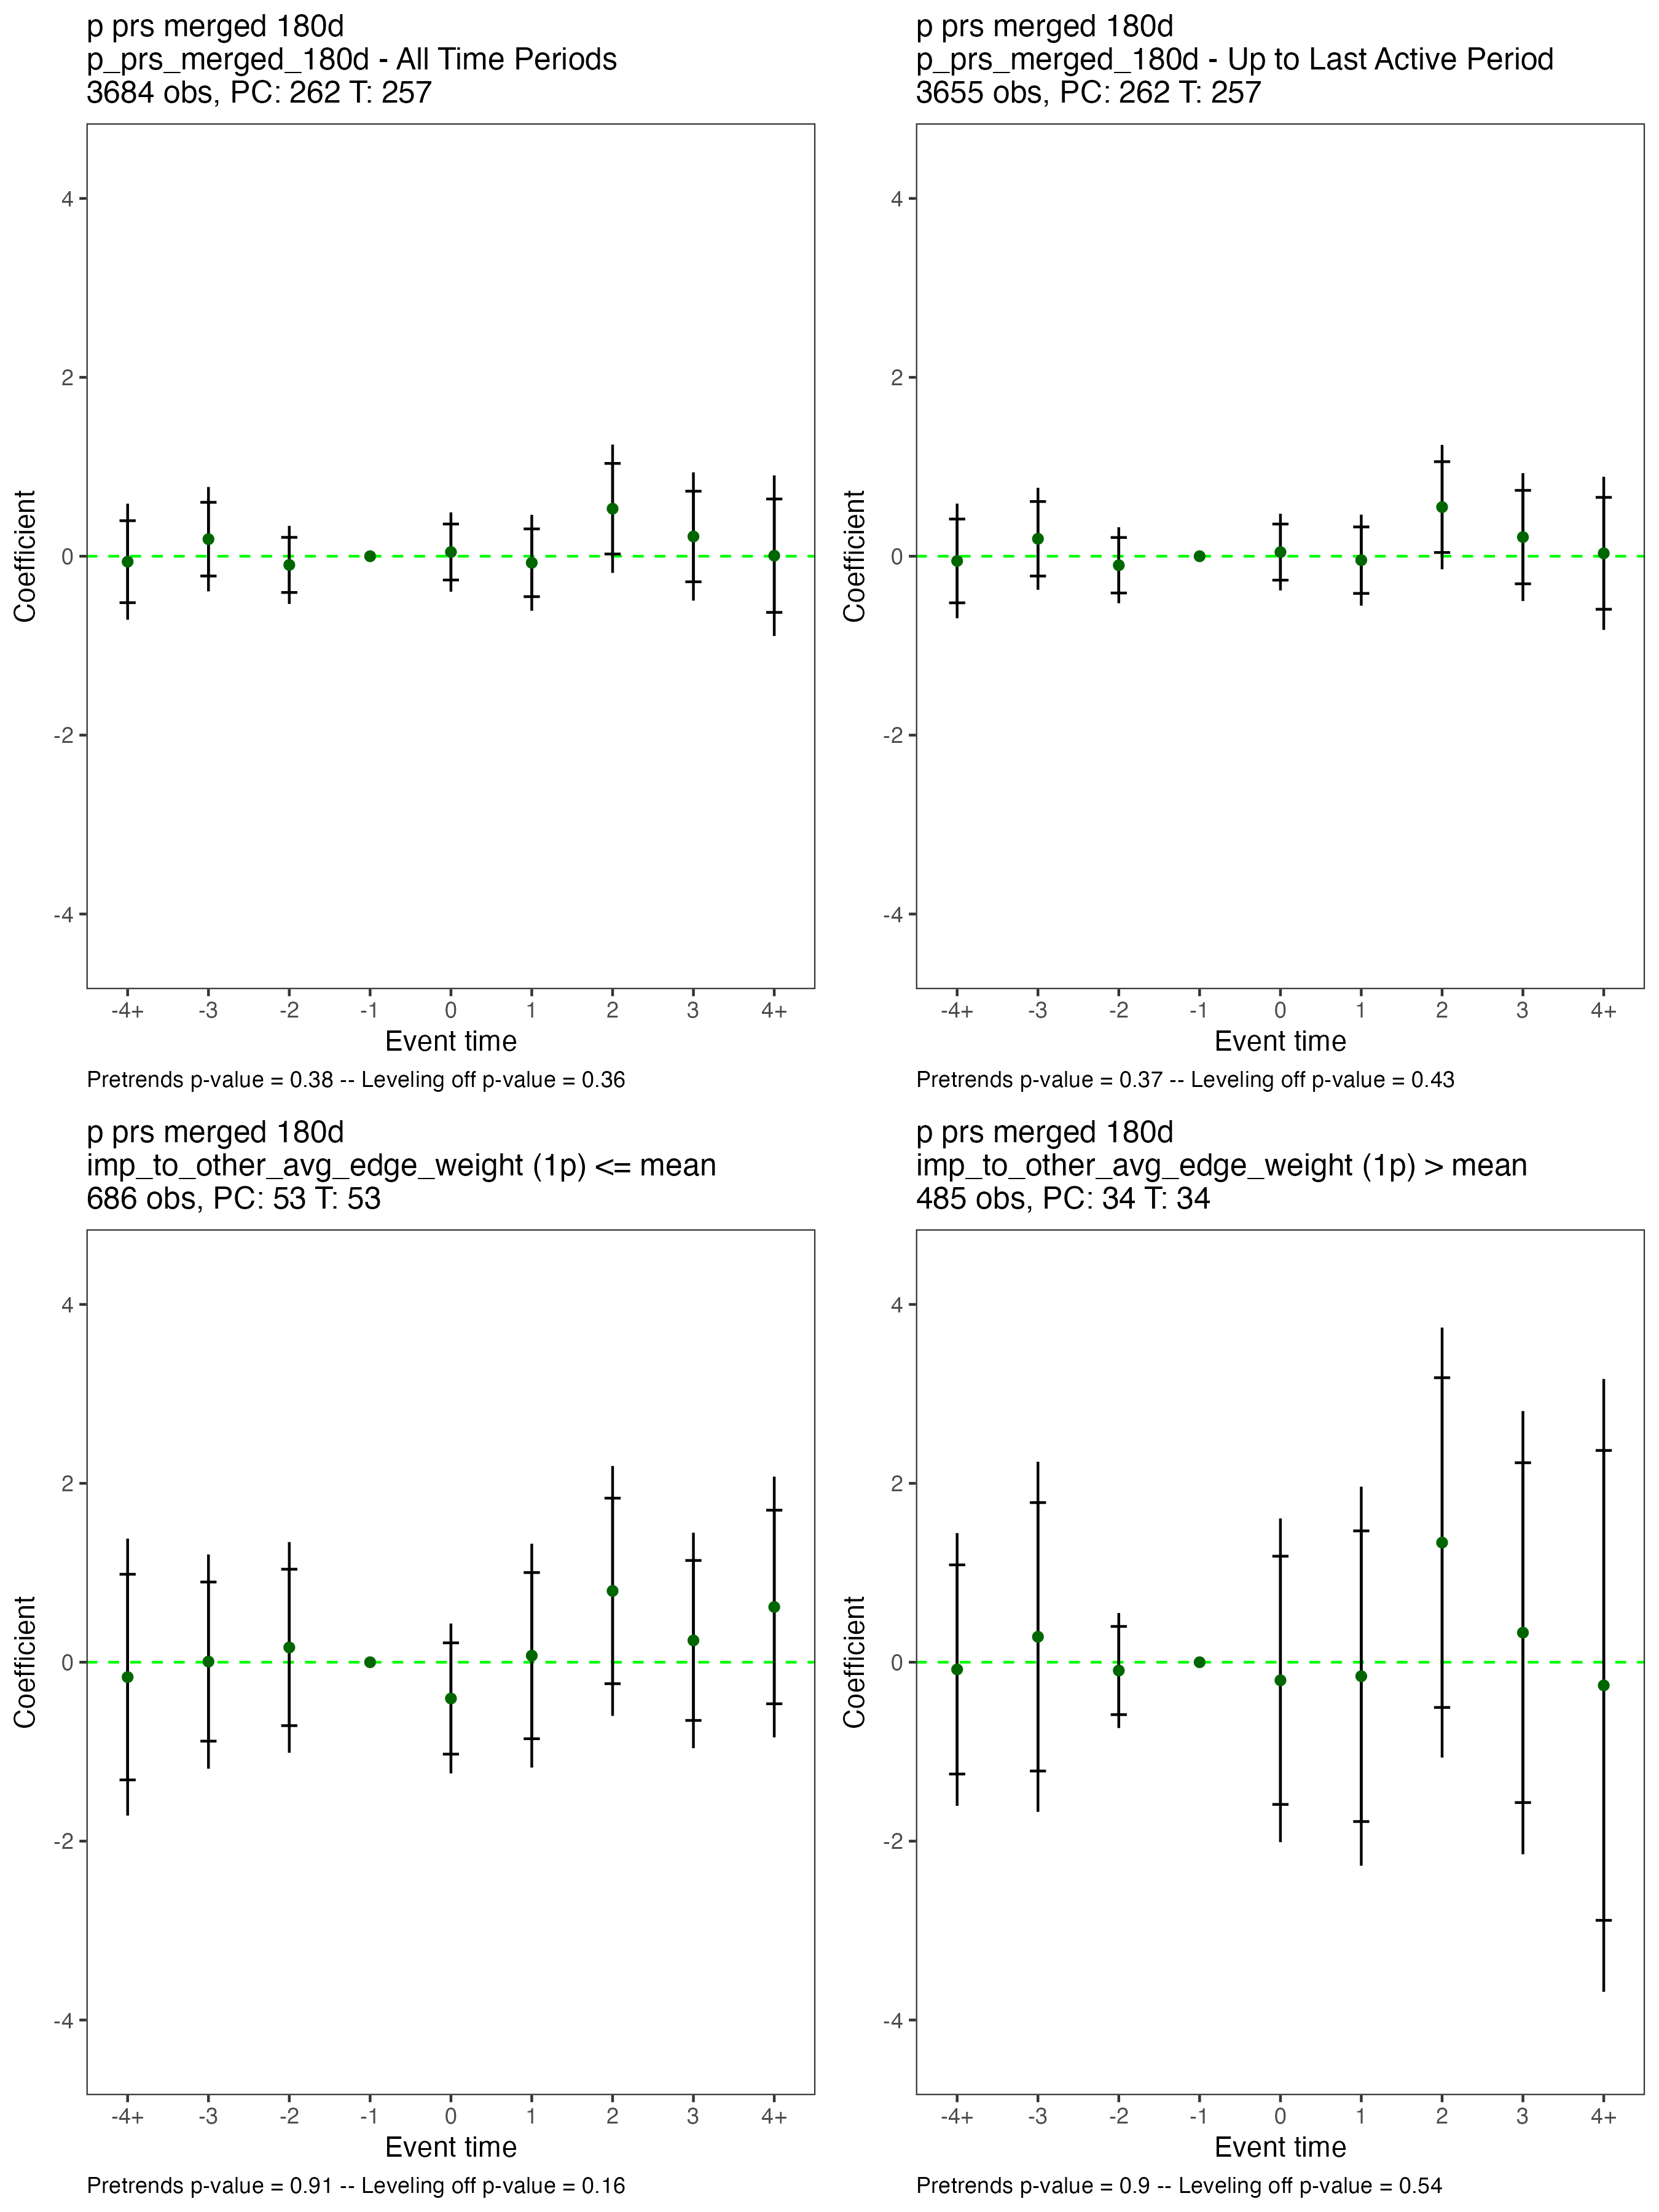 p prs merged 180d
p_prs_merged_180d - All Time Periods
3684 obs, PC: 262 T: 257
4
2
0
-2
-4
Coefficient
-4+ -3 -2 -1 0 1 2 3 4+
Event time
Pretrends p-value = 0.38 -- Leveling off p-value = 0.36
p prs merged 180d
p_prs_merged_180d - Up to Last Active Period
3655 obs, PC: 262 T: 257
4
2
0
-2
-4
Coefficient
-4+ -3 -2 -1 0 1 2 3 4+
Event time
Pretrends p-value = 0.37 -- Leveling off p-value = 0.43
p prs merged 180d
imp_to_other_avg_edge_weight (1p) <= mean
686 obs, PC: 53 T: 53
4
2
0
-2
-4
Coefficient
-4+ -3 -2 -1 0 1 2 3 4+
Event time
Pretrends p-value = 0.91 -- Leveling off p-value = 0.16
p prs merged 180d
imp_to_other_avg_edge_weight (1p) > mean
485 obs, PC: 34 T: 34
4
2
0
-2
-4
Coefficient
-4+ -3 -2 -1 0 1 2 3 4+
Event time
Pretrends p-value = 0.9 -- Leveling off p-value = 0.54